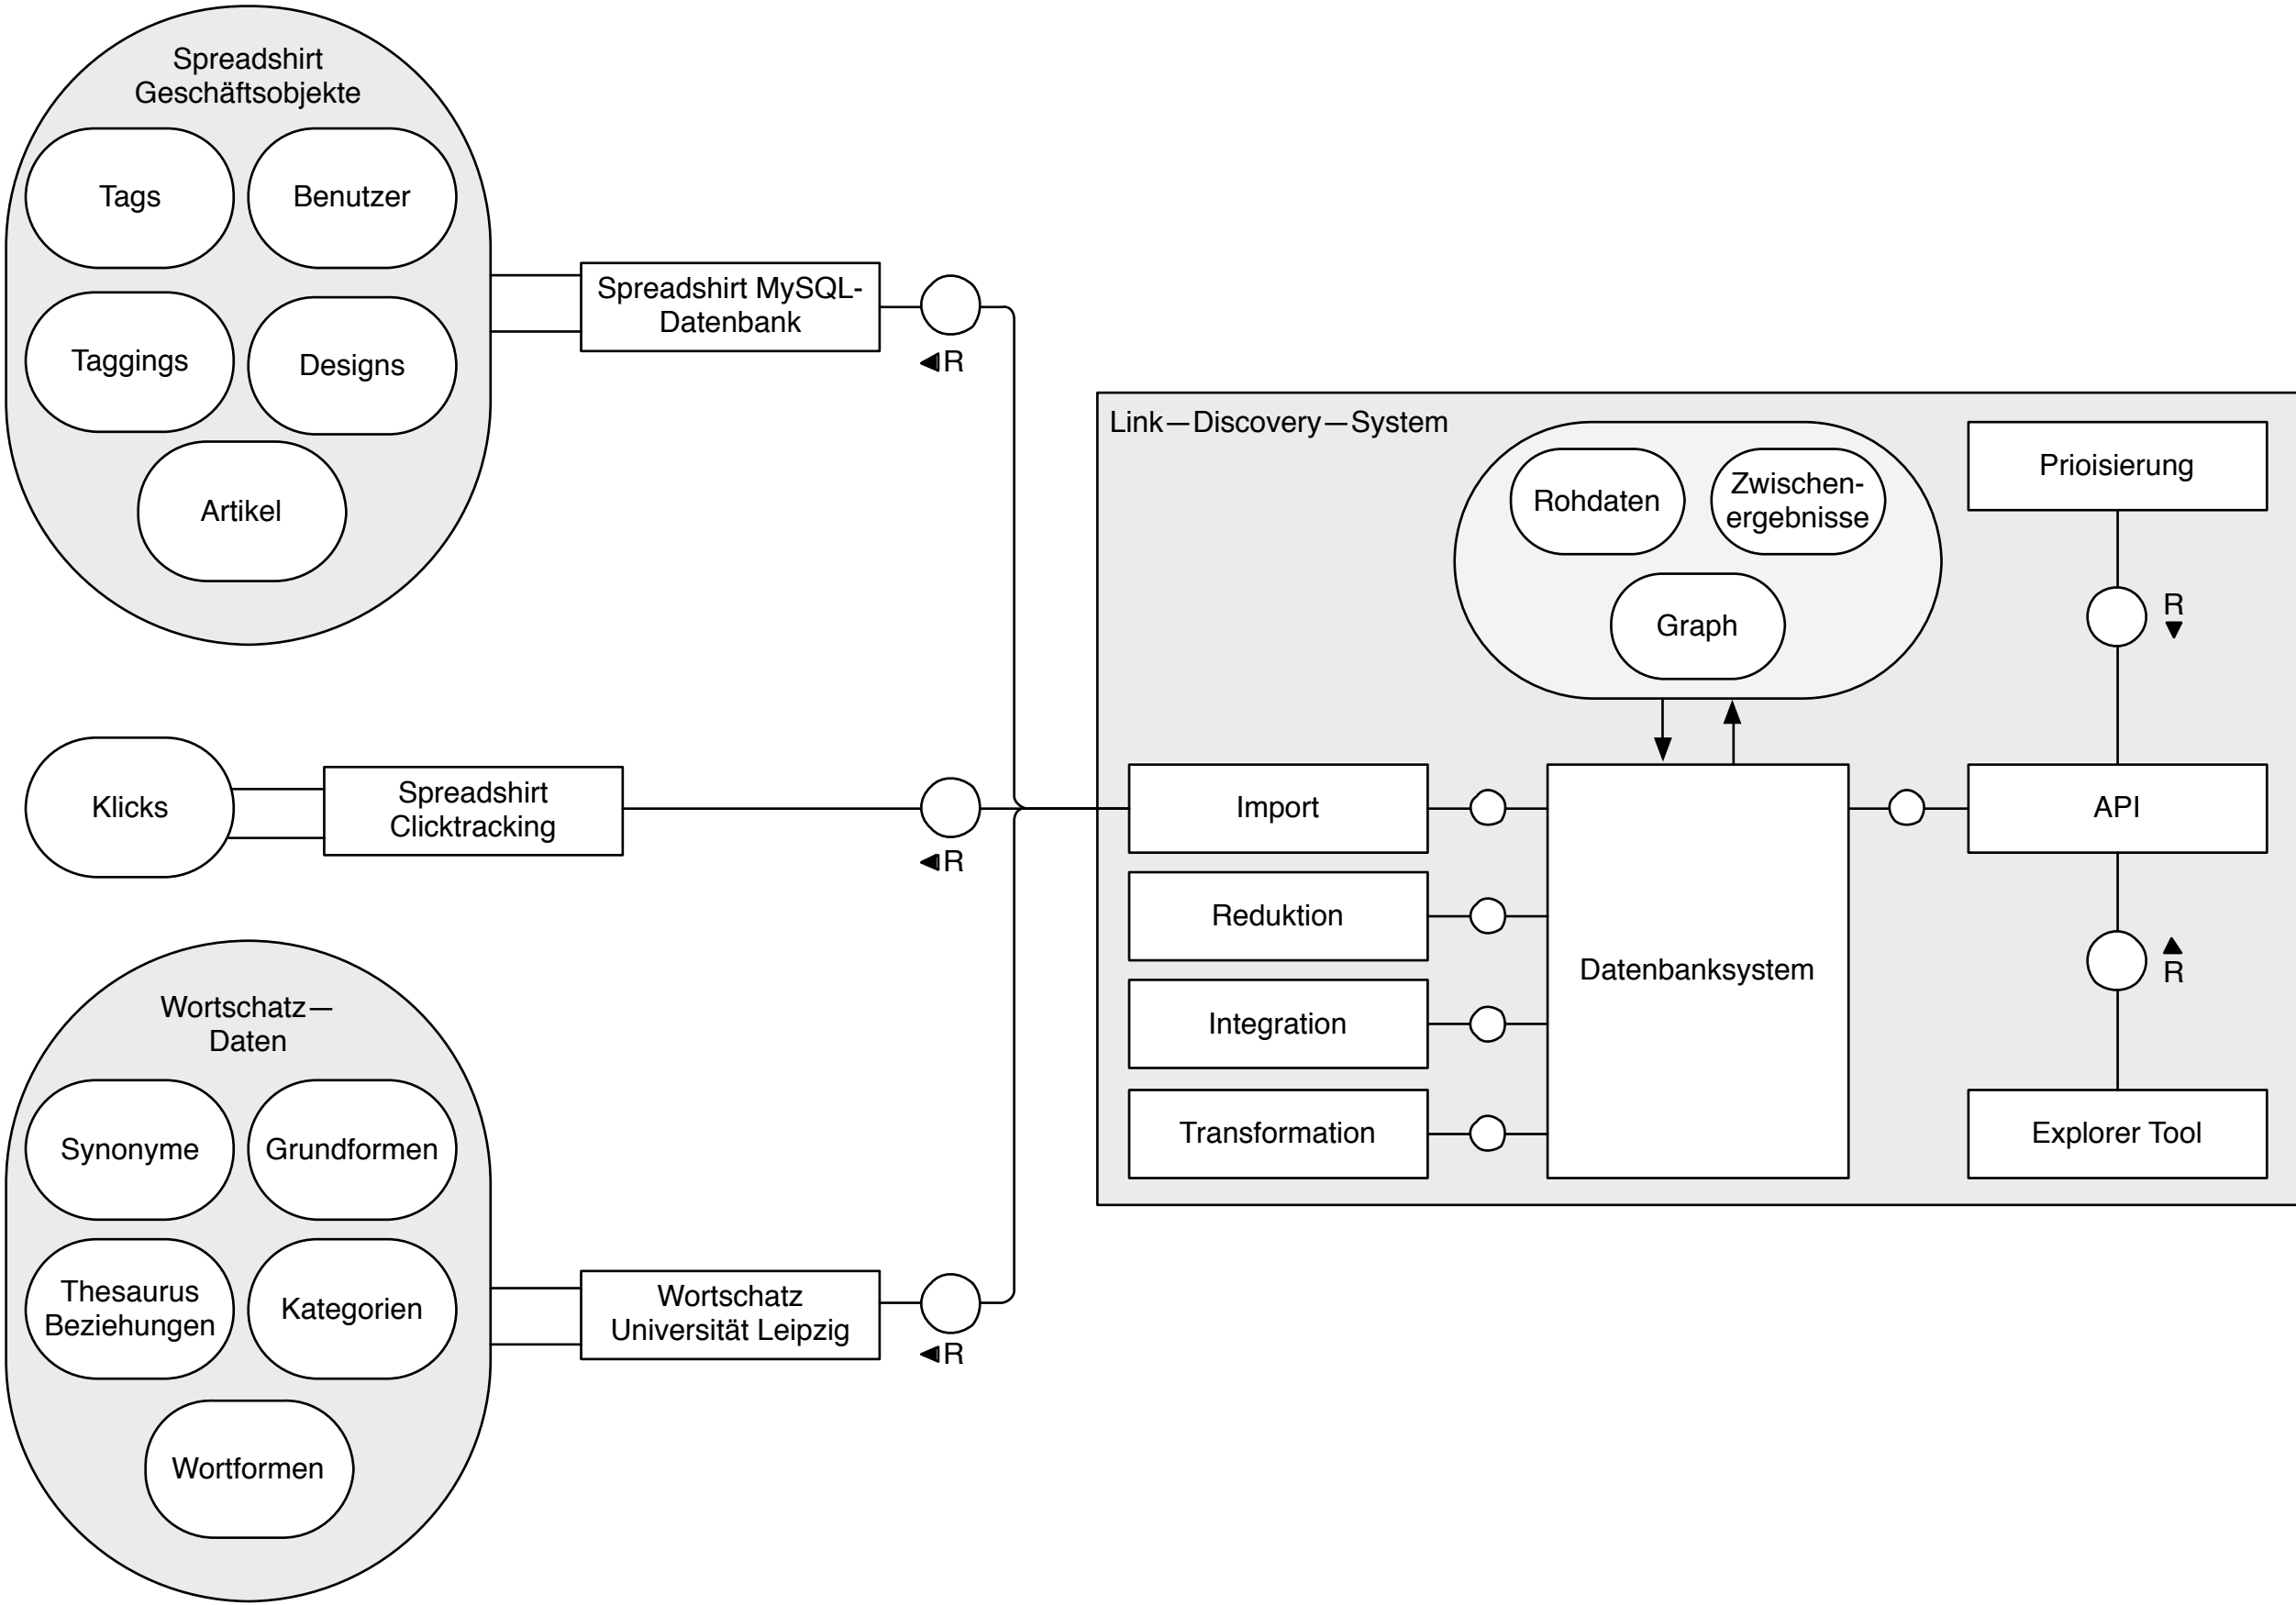 Spreadshirt
Geschäftsobjekte
Tags
Benutzer
Taggings
Designs
Artikel
Spreadshirt MySQL-
Datenbank
R
Klicks
Spreadshirt
Clicktracking
R
Wortschatz—
Daten
Synonyme
Grundformen
Thesaurus
Beziehungen
Kategorien
Wortformen
Wortschatz
Universität Leipzig
R
Link—Discovery—System
Rohdaten
Zwischen-
ergebnisse
Graph
Import
Reduktion
Integration
Transformation
Datenbanksystem
Prioisierung
R
API
R
Explorer Tool